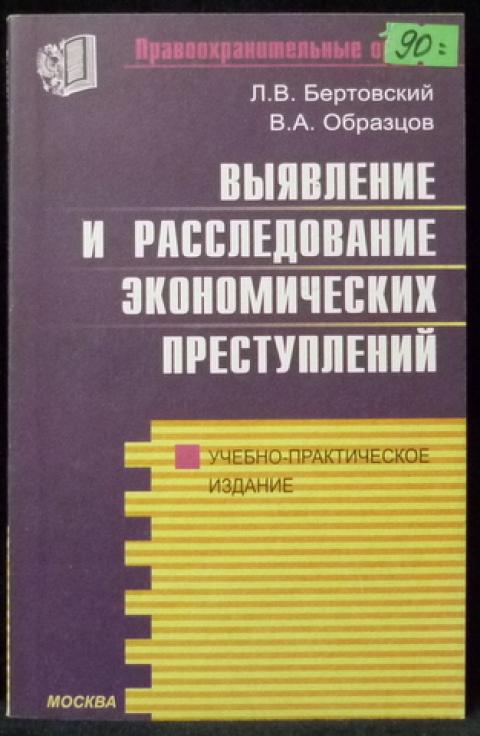 Правоохранительные о
90=
Л.В. Бертовский
В.А. Образцов
ВЫЯВЛЕНИЕ
И РАССЛЕДОВАНИЕ
ЭКОНОМИЧЕСКИХ
ПРЕСТУПЛЕНИЙ
УЧЕБНО-ПРАКТИЧЕСКОЕ
ИЗДАНИЕ
МОСКВА